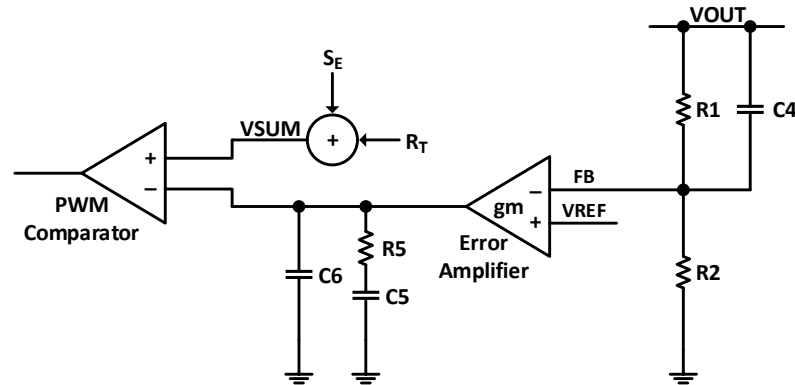 VOUT
SE
R1
C4
VSUM
+
RT
+
−
FB
−
gm
+
VREF
PWM
Comparator
Error
Amplifier
R5
R2
C6
C5